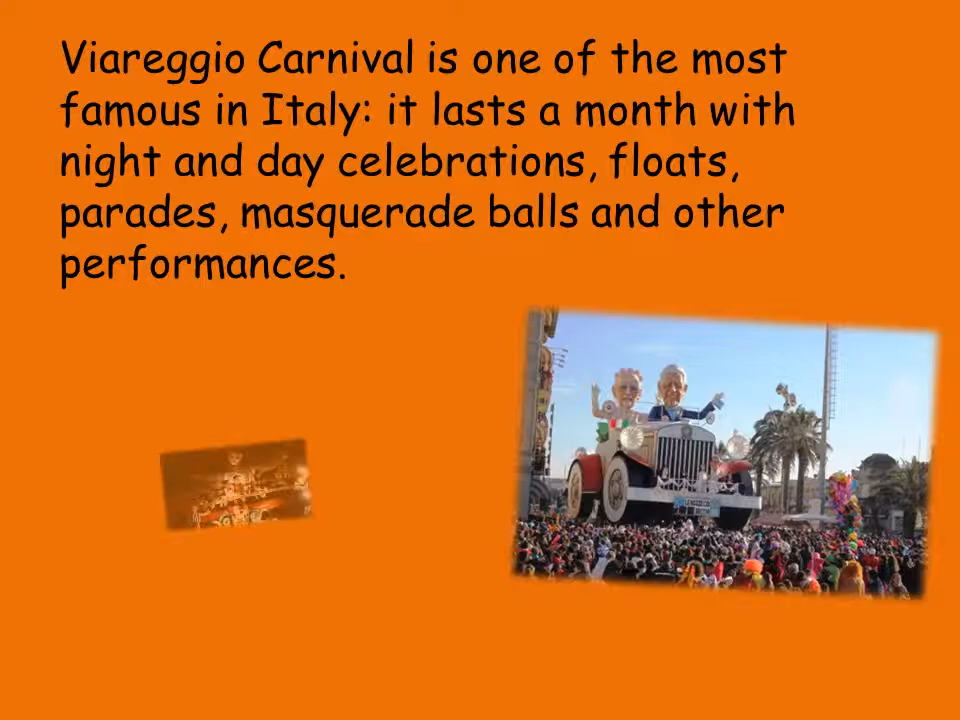 Viareggio Carnival is one of the most
famous in Italy: it lasts a month with
night and day celebrations, floats,
parades, masquerade balls and other
performances.